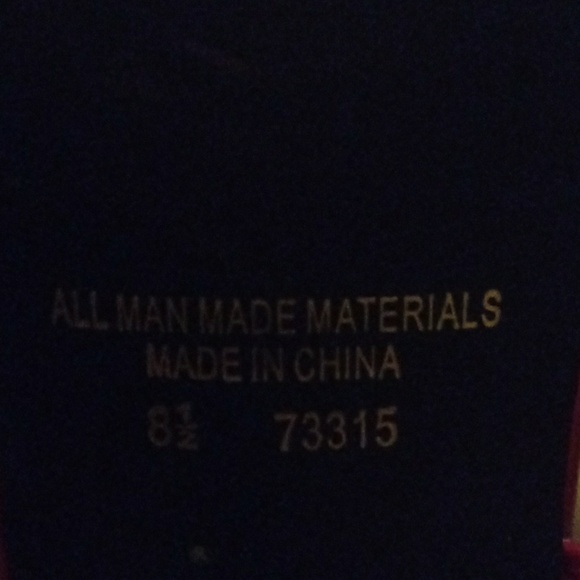 ALL MAN MADE MATERIALS
MADE IN CHINA
8½ 73315